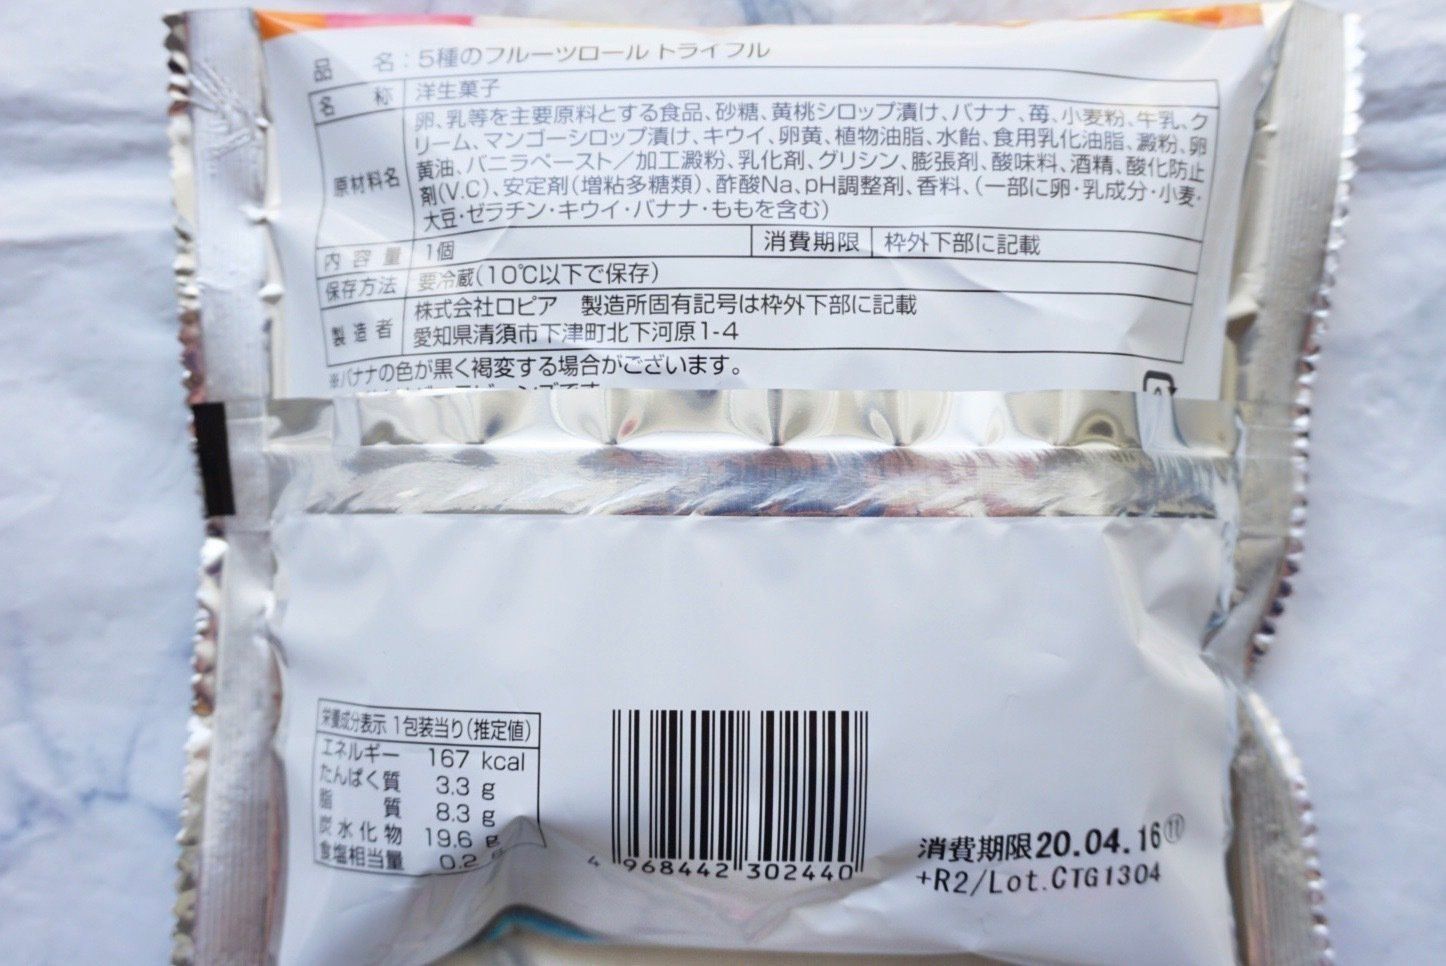 品名：5種のフルーツロール トライフル
名称 洋生菓子
原材料名 卵、乳等を主要原料とする食品、砂糖、黄桃シロップ漬け、バナナ、苺、小麦粉、牛乳、ク
リーム、マンゴーシロップ漬け、キウイ、卵黄、植物油脂、水飴、食用乳化油脂、澱粉、卵
黄油、バニラペースト／加工澱粉、乳化剤、グリシン、膨張剤、酸味料、酒精、酸化防止
剤(V.C)、安定剤(増粘多糖類)、酢酸Na、pH調整剤、香料、(一部に卵・乳成分・小麦・
大豆・ゼラチン・キウイ・バナナ・ももを含む)
内容量 1個 消費期限 枠外下部に記載
保存方法 要冷蔵(10℃以下で保存)
製造者 株式会社ロピア 製造所固有記号は枠外下部に記載
愛知県清須市下津町北下河原1-4
※バナナの色が黒く褐変する場合がございます。
栄養成分表示 1包装当り(推定値)
エネルギー 167 kcal
たんぱく質 3.3 g
脂質 8.3 g
炭水化物 19.6 g
食塩相当量 0.2 g
4 968442 302440
消費期限20.04.16⑪
+R2/Lot.CTG1304